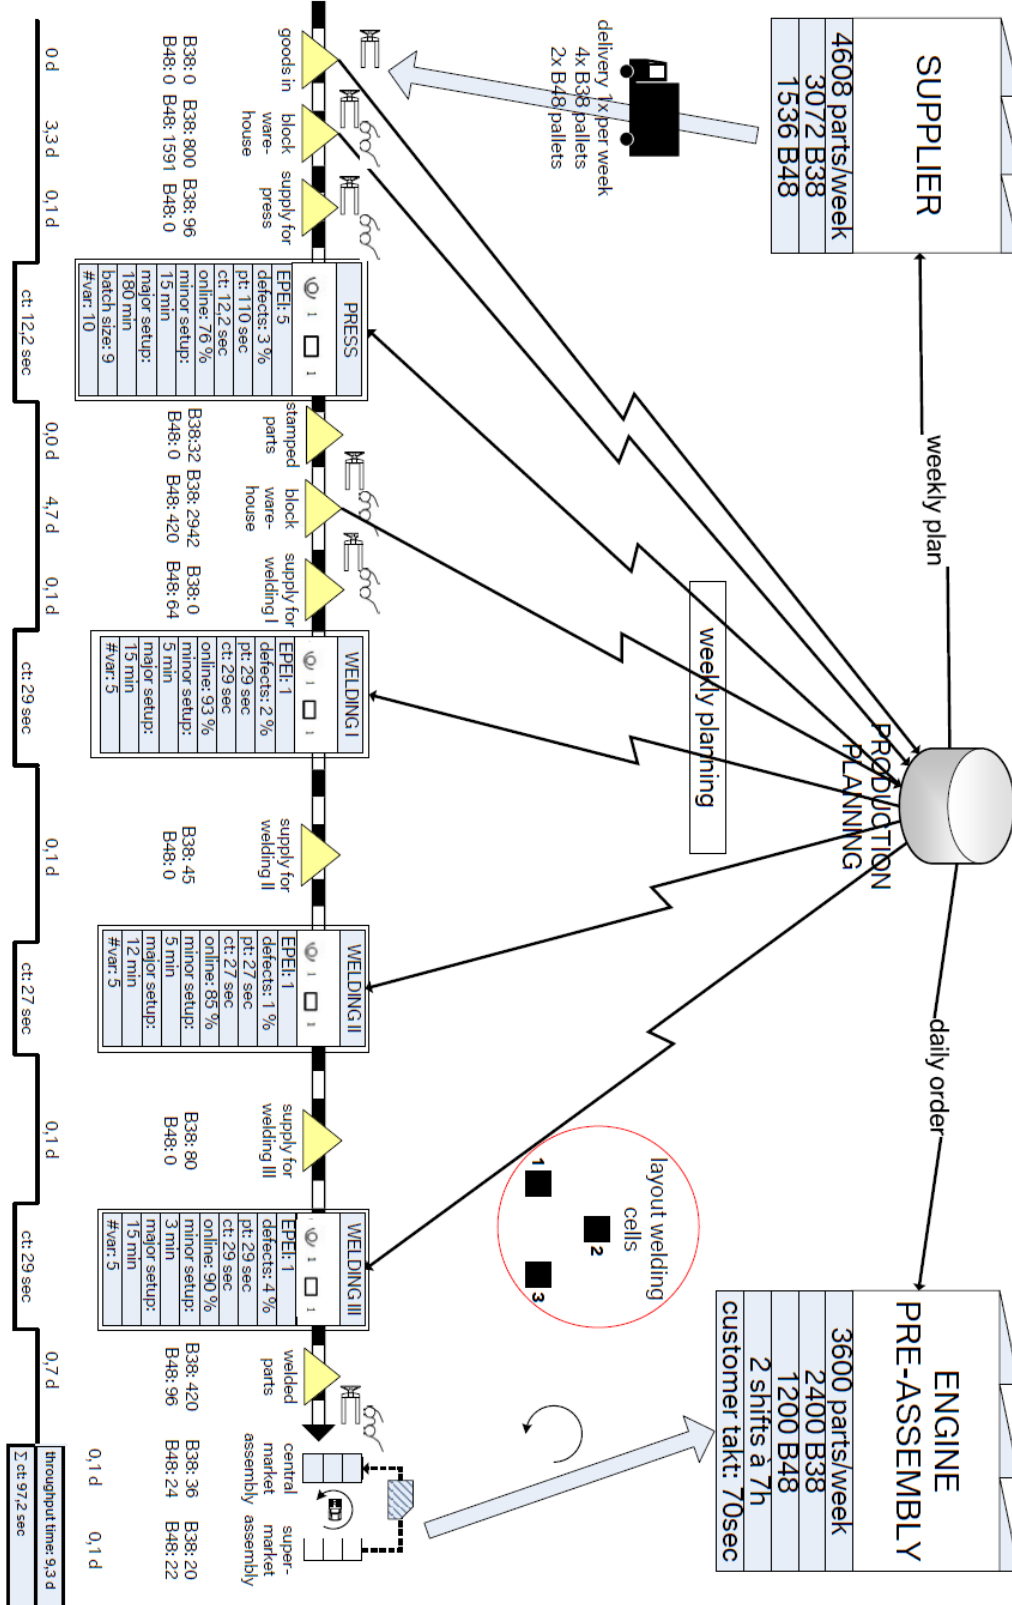 SUPPLIER
4608 parts/week
3072 B38
1536 B48
weekly plan
PRODUCTION
PLANNING
daily order
ENGINE
PRE-ASSEMBLY
3600 parts/week
2400 B38
1200 B48
2 shifts à 7h
customer takt: 70sec
delivery 1x per week
4x B38 pallets
2x B48 pallets
weekly planning
layout welding
cells
1
2
3
goods in
B38: 0
B48: 0
block
ware-
house
B38: 800
B48: 1591
supply for
press
B38: 96
B48: 0
PRESS
1
1
EPEI: 5
defects: 3 %
pt: 110 sec
ct: 12,2 sec
online: 76 %
minor setup:
15 min
major setup:
180 min
batch size: 9
#var: 10
stamped
parts
B38:32
B48: 0
block
ware-
house
B38: 2942
B48: 420
supply for
welding I
B38: 0
B48: 64
WELDING I
1
1
EPEI: 1
defects: 2 %
pt: 29 sec
ct: 29 sec
online: 93 %
minor setup:
5 min
major setup:
15 min
#var: 5
supply for
welding II
B38: 45
B48: 0
WELDING II
1
1
EPEI: 1
defects: 1 %
pt: 27 sec
ct: 27 sec
online: 85 %
minor setup:
5 min
major setup:
12 min
#var: 5
supply for
welding III
B38: 80
B48: 0
WELDING III
1
1
EPEI: 1
defects: 4 %
pt: 29 sec
ct: 29 sec
online: 90 %
minor setup:
3 min
major setup:
15 min
#var: 5
welded
parts
B38: 420
B48: 96
central
market
assembly
B38: 36
B48: 24
super-
market
assembly
B38: 20
B48: 22
0 d
3,3 d
0,1 d
ct: 12,2 sec
0,0 d
4,7 d
0,1 d
ct: 29 sec
0,1 d
ct: 27 sec
0,1 d
ct: 29 sec
0,7 d
0,1 d
0,1 d
throughput time: 9,3 d
Σ ct: 97,2 sec